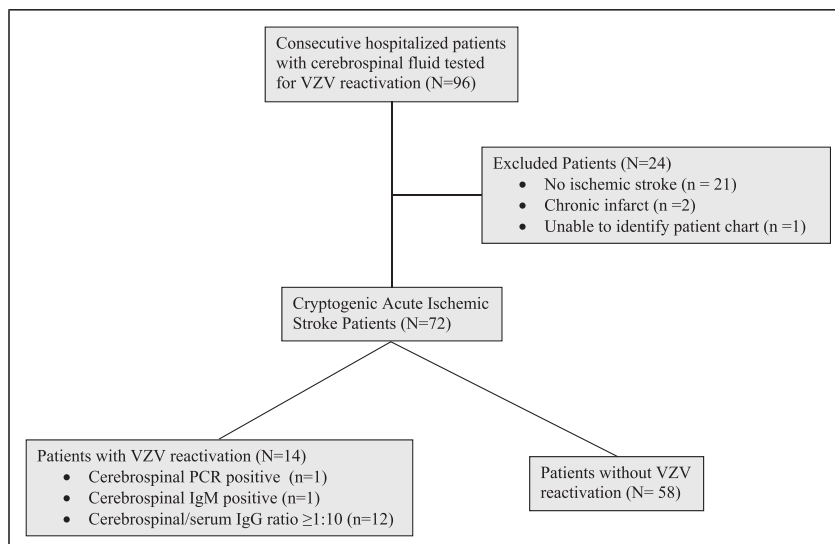 Consecutive hospitalized patients
with cerebrospinal fluid tested
for VZV reactivation (N=96)
Excluded Patients (N=24)
• No ischemic stroke (n = 21)
• Chronic infarct (n =2)
• Unable to identify patient chart (n =1)
Cryptogenic Acute Ischemic
Stroke Patients (N=72)
Patients with VZV reactivation (N=14)
• Cerebrospinal PCR positive (n=1)
• Cerebrospinal IgM positive (n=1)
• Cerebrospinal/serum IgG ratio ≥1:10 (n=12)
Patients without VZV
reactivation (N= 58)